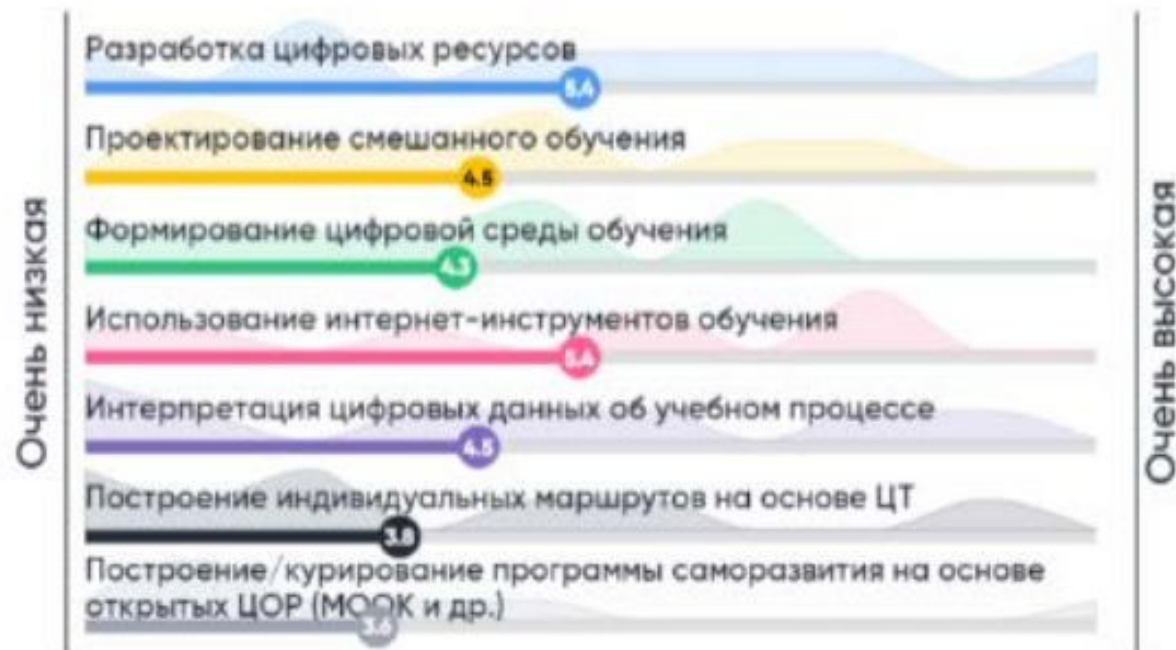 Очень низкая
Разработка цифровых ресурсов
5.4
Проектирование смешанного обучения
4.5
Формирование цифровой среды обучения
4.3
Использование интернет-инструментов обучения
5.4
Интерпретация цифровых данных об учебном процессе
4.5
Построение индивидуальных маршрутов на основе ЦТ
3.8
Построение/курирование программы саморазвития на основе
открытых ЦОР (МООК и др.)
3.6
Очень высокая